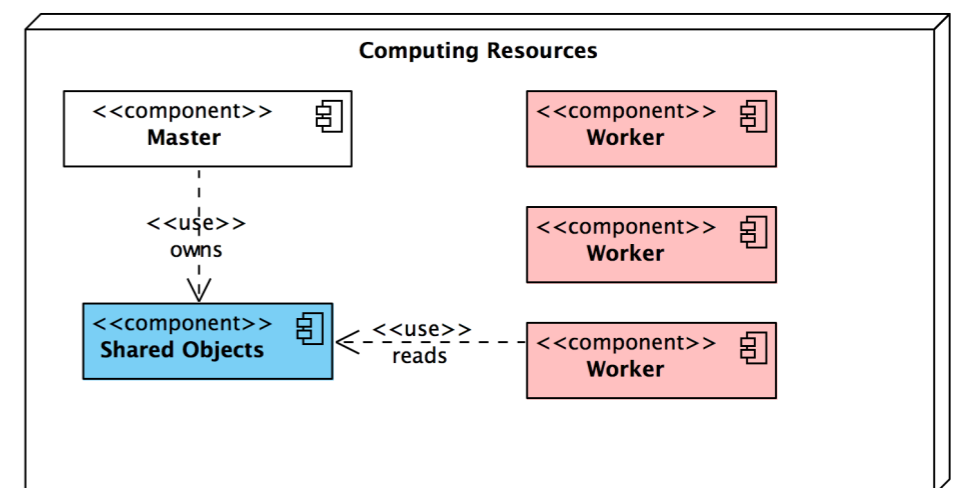 Computing Resources
<<component>>
Master
<<component>>
Worker
<<use>>
owns
<<component>>
Worker
<<component>>
Shared Objects
<<use>>
reads
<<component>>
Worker